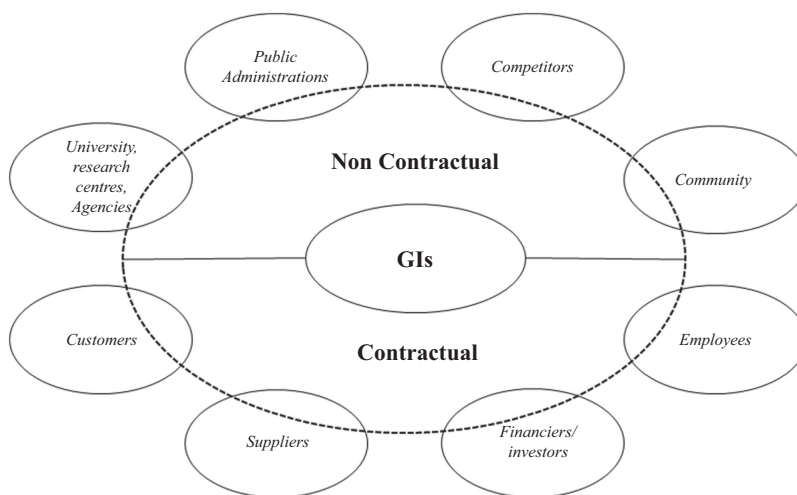 Public
Administrations
Competitors
University,
research
centres,
Agencies
Non Contractual
Community
GIs
Customers
Contractual
Employees
Suppliers
Financiers/
investors